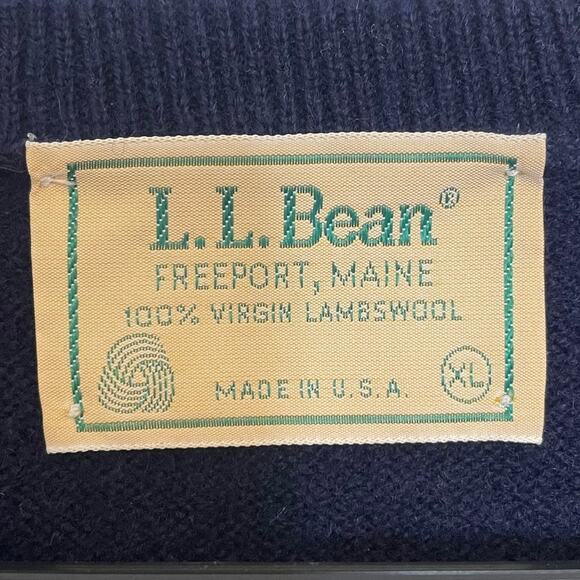 L.L.Bean®
FREEPORT, MAINE
100% VIRGIN LAMBSWOOL
MADE IN U.S.A.
XL